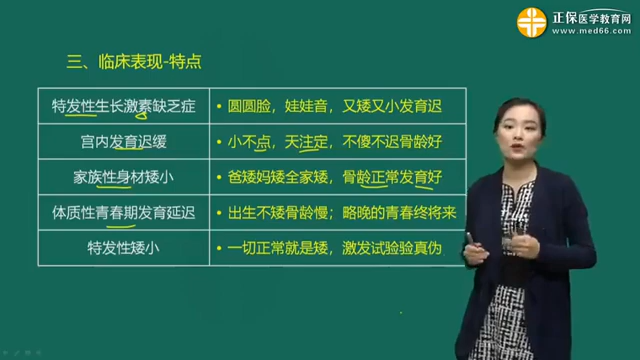 正保医学教育网
www.med66.com
三、临床表现-特点
特发性生长激素缺乏症
圆圆脸，娃娃音，又矮又小发育迟
宫内发育迟缓
小不点，天注定，不傻不迟骨龄好
家族性身材矮小
爸矮妈矮全家矮，骨龄正常发育好
体质性青春期发育延迟
出生不矮骨龄慢；略晚的青春终将来
特发性矮小
一切正常就是矮，激发试验验真伪